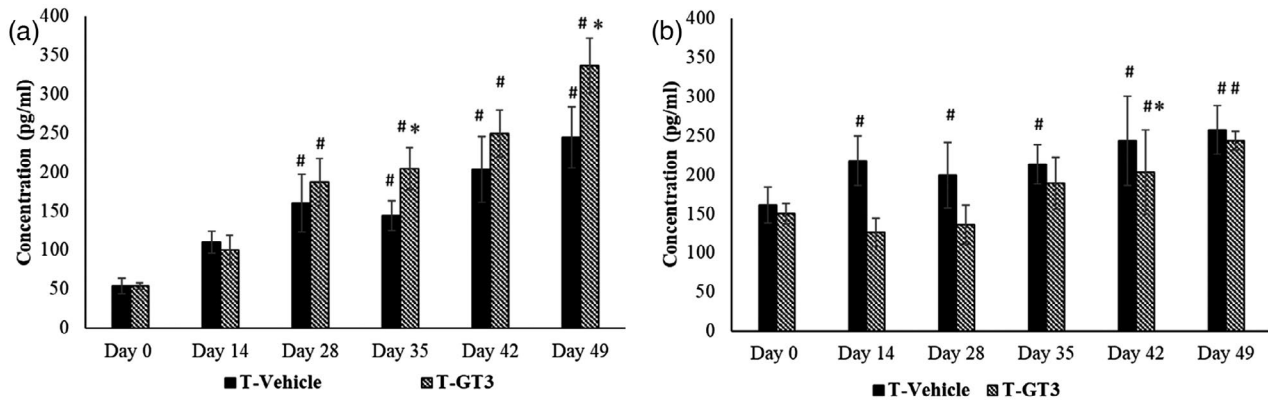 (a)
Concentration (pg/ml)
400
350
300
250
200
150
100
50
0
# # # # * # # # # *
Day 0 Day 14 Day 28 Day 35 Day 42 Day 49
T-Vehicle T-GT3
(b)
Concentration (pg/ml)
400
350
300
250
200
150
100
50
0
# # # # #* # #
Day 0 Day 14 Day 28 Day 35 Day 42 Day 49
T-Vehicle T-GT3